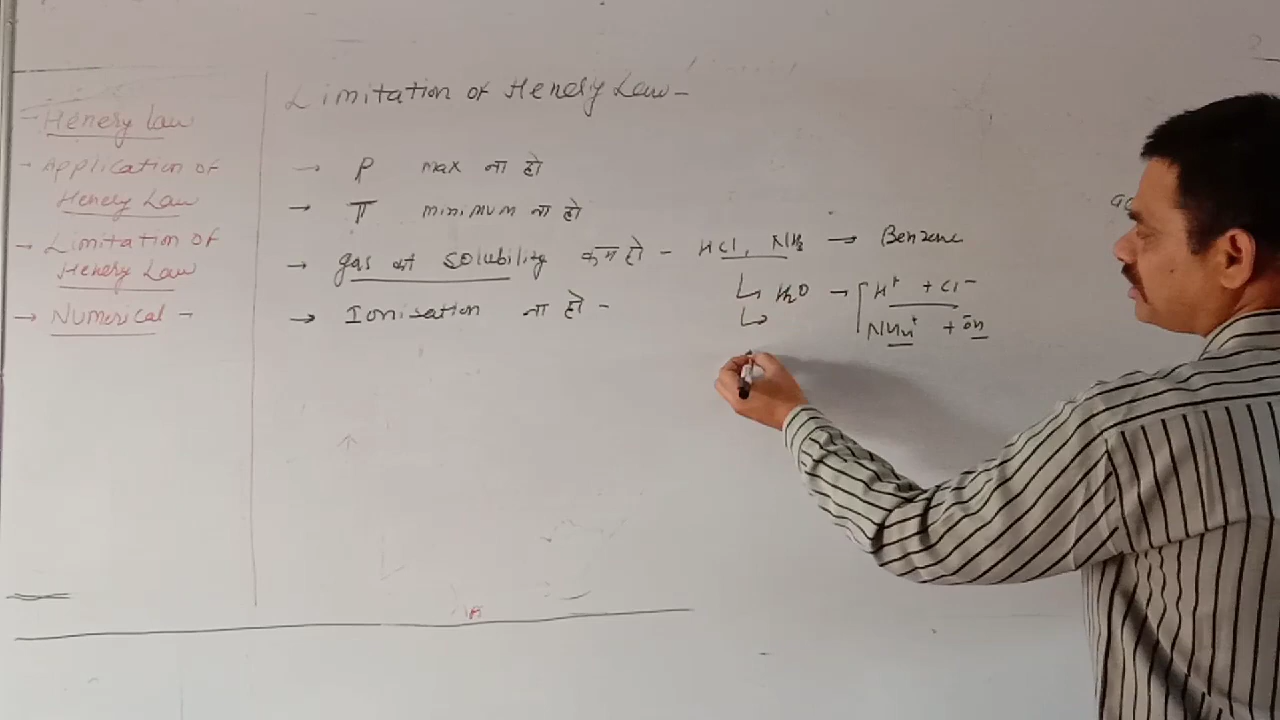 Henery law
- Application of
Henery Law
- Limitation of
Henery Law
→ Numerical -
Limitation of Henery Law -
→ P max ना हो
→ T minimum ना हो
→ gas की solubility कम हो - HCl, NH3 → Benzene
↳ H2O → H+ + Cl-
→ Ionisation ना हो -
NH4+ + OH